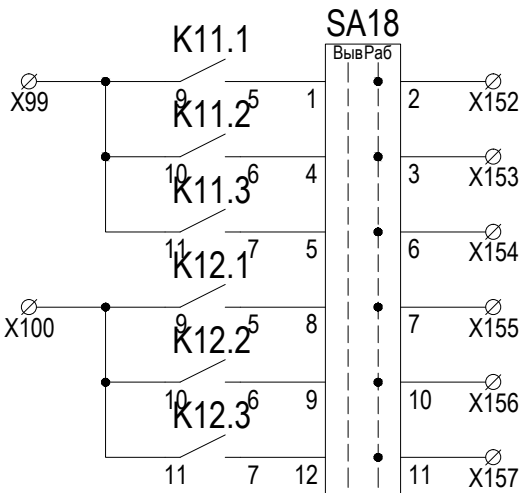 SA18
K11.1
Выв Раб
X99
9 5 1 2 X152
K11.2
10 6 4 3 X153
K11.3
11 7 5 6 X154
K12.1
X100
9 5 8 7 X155
K12.2
10 6 9 10 X156
K12.3
11 7 12 11 X157